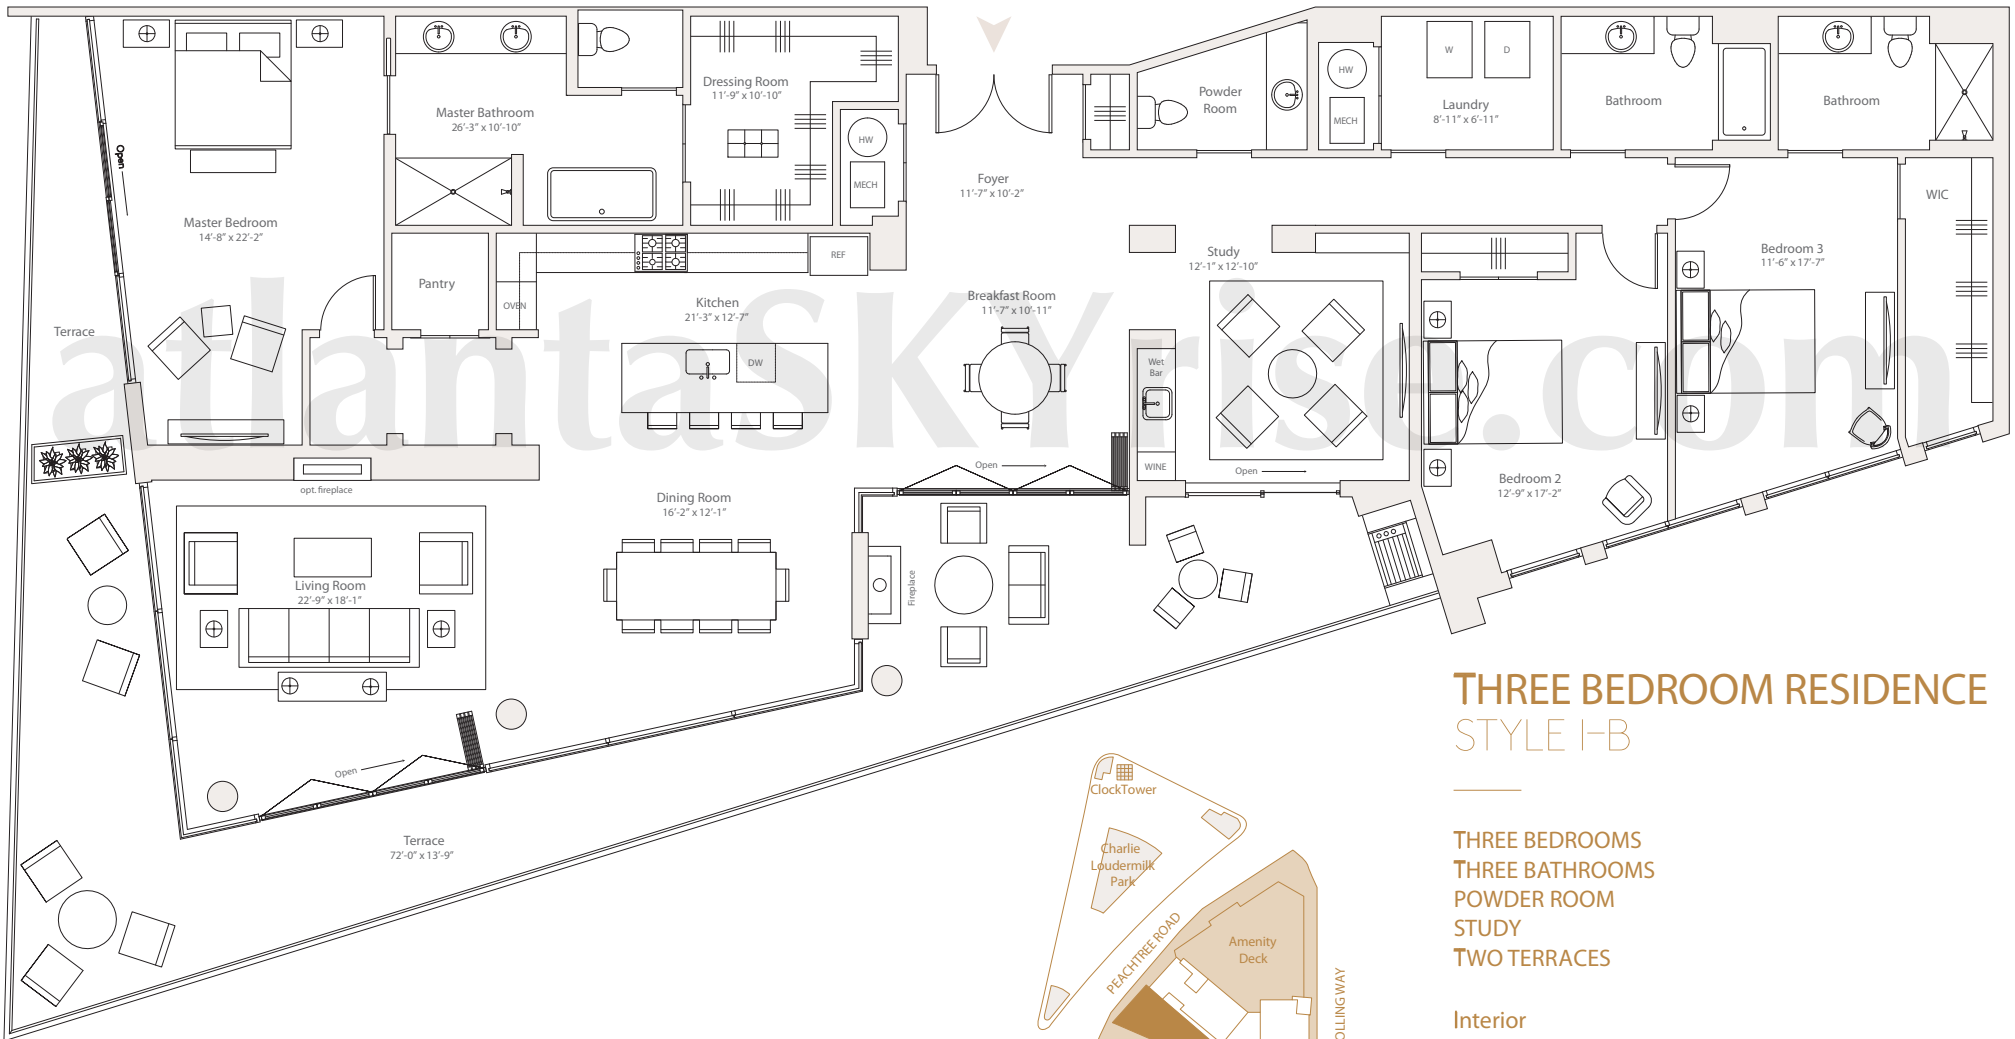 Master Bedroom
14'-8" x 22'-2"
Open
Terrace
Master Bathroom
26'-3" x 10'-10"
Dressing Room
11'-9" x 10'-10"
HW
MECH
Foyer
11'-7" x 10'-2"
Powder
Room
HW
MECH
W
D
Laundry
8'-11" x 6'-11"
Bathroom
Bathroom
WIC
Pantry
OVEN
REF
Kitchen
21'-3" x 12'-7"
DW
Breakfast Room
11'-7" x 10'-11"
Study
12'-1" x 12'-10"
Wet
Bar
WINE
Open
Open
Bedroom 3
11'-6" x 17'-7"
Bedroom 2
12'-9" x 17'-2"
atlantaSKYrise.com
opt. fireplace
Dining Room
16'-2" x 12'-1"
Living Room
22'-9" x 18'-1"
Fireplace
Open
Terrace
72'-0" x 13'-9"
THREE BEDROOM RESIDENCE
STYLE I-B
THREE BEDROOMS
THREE BATHROOMS
POWDER ROOM
STUDY
TWO TERRACES
Interior
ClockTower
Charlie
Loudermilk
Park
PEACHTREE ROAD
Amenity
Deck
OLLING WAY